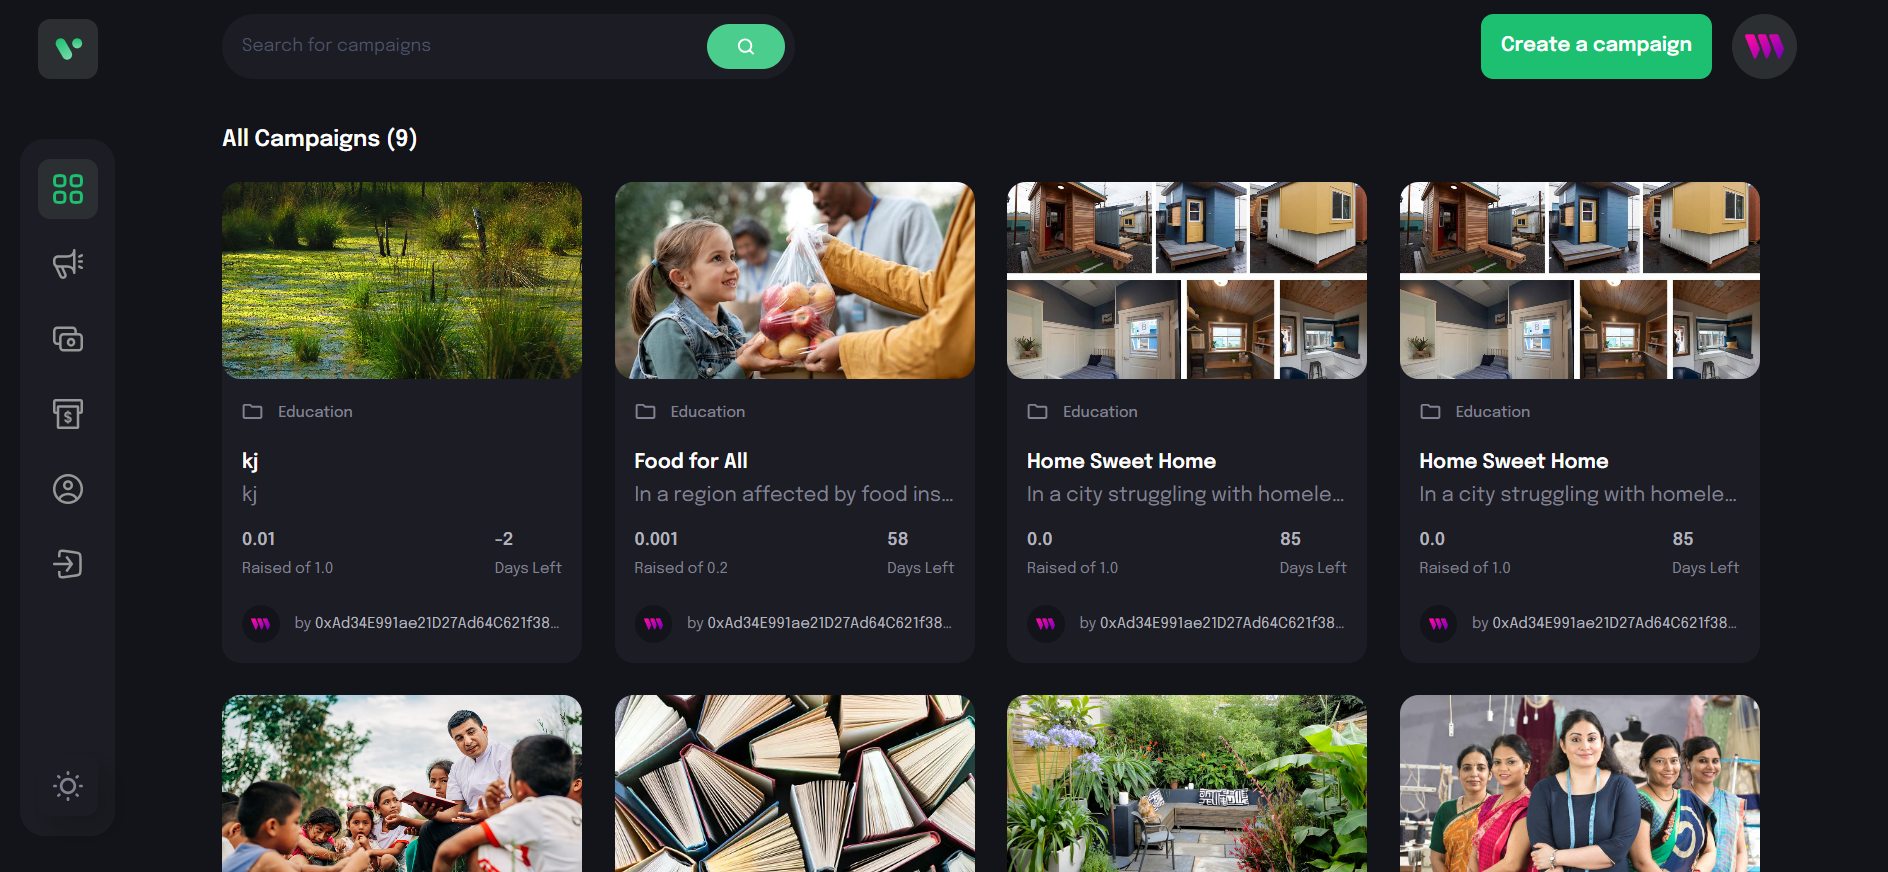 Search for campaigns
Create a campaign
All Campaigns (9)
Education
kj
kj
0.01
-2
Raised of 1.0
Days Left
by 0xAd34E991ae21D27Ad64C621f38...
Education
Food for All
In a region affected by food ins...
0.001
58
Raised of 0.2
Days Left
by 0xAd34E991ae21D27Ad64C621f38...
Education
Home Sweet Home
In a city struggling with homele...
0.0
85
Raised of 1.0
Days Left
by 0xAd34E991ae21D27Ad64C621f38...
Education
Home Sweet Home
In a city struggling with homele...
0.0
85
Raised of 1.0
Days Left
by 0xAd34E991ae21D27Ad64C621f38...